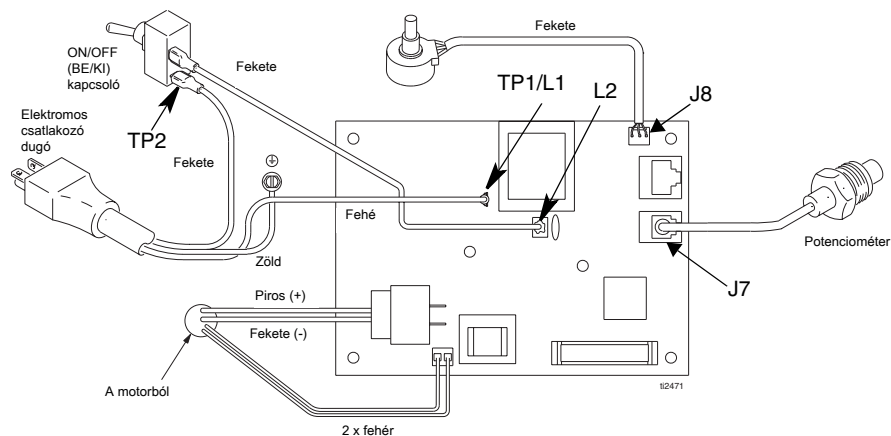 Fekete
ON/OFF
(BE/KI)
kapcsoló
Fekete
TP1/L1
L2
J8
Elektromos
csatlakozó
dugó
TP2
Fekete
Fehé
Zöld
Potenciométer
J7
Piros (+)
Fekete (-)
A motorból
2 x fehér
ti2471